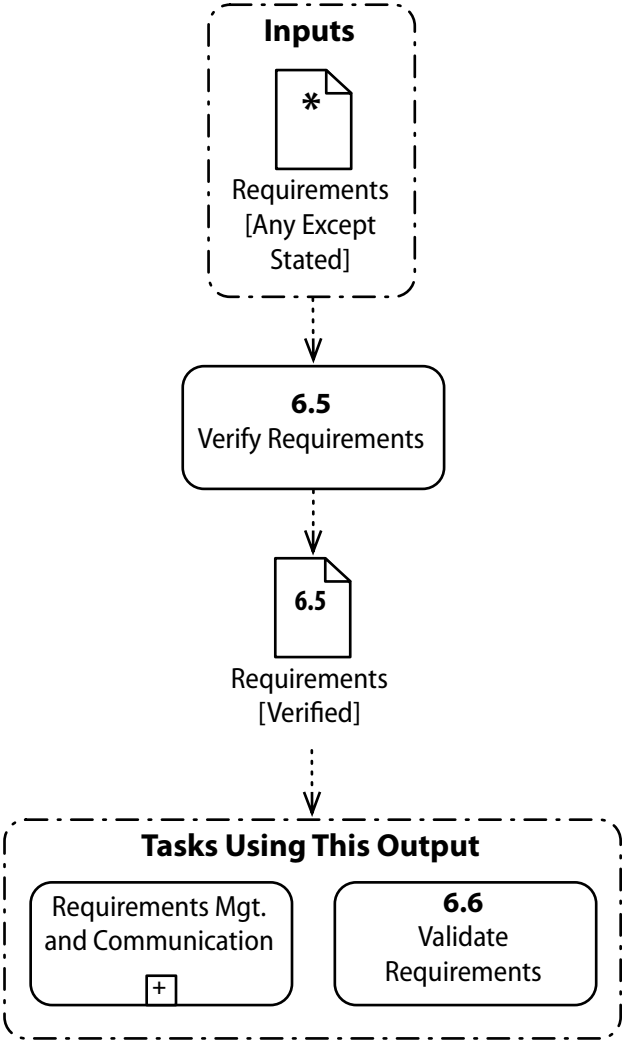 Inputs
*
Requirements
[Any Except
Stated]
6.5
Verify Requirements
6.5
Requirements
[Verified]
Tasks Using This Output
Requirements Mgt.
and Communication
+
6.6
Validate
Requirements